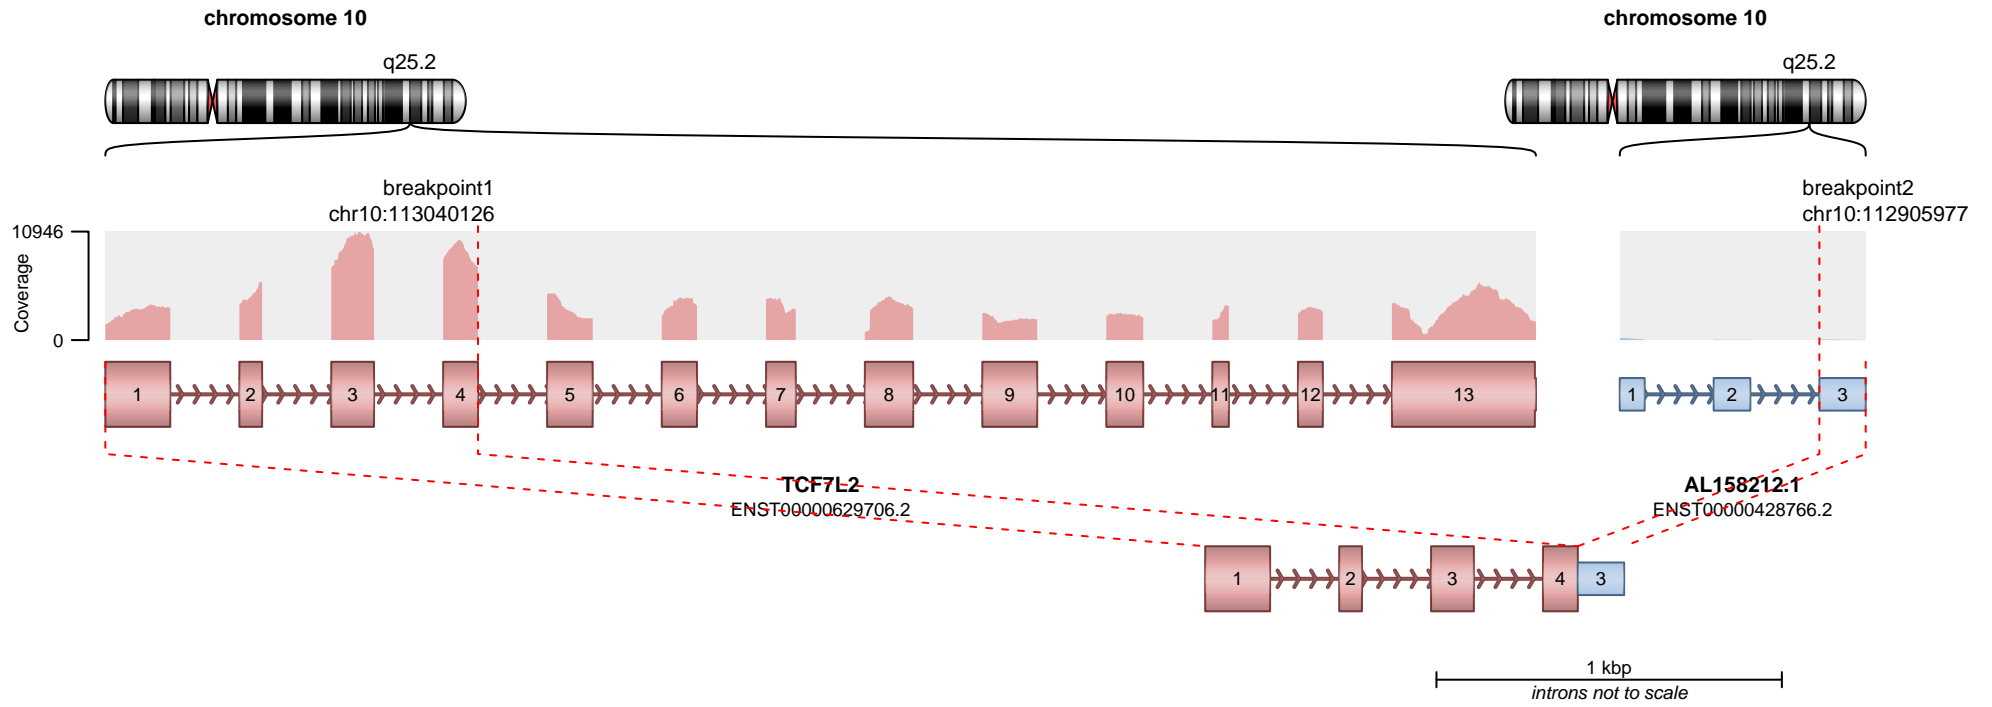 chromosome 10
chromosome 10
q25.2
q25.2
breakpoint1
chr10:113040126
breakpoint2
chr10:112905977
10946
Coverage
0
1 2 3 4 5 6 7 8 9 10 11 12 13
1 2 3
TCF7L2
ENST00000629706.2
AL158212.1
ENST00000428766.2
1 2 3 4 3
1 kbp
introns not to scale